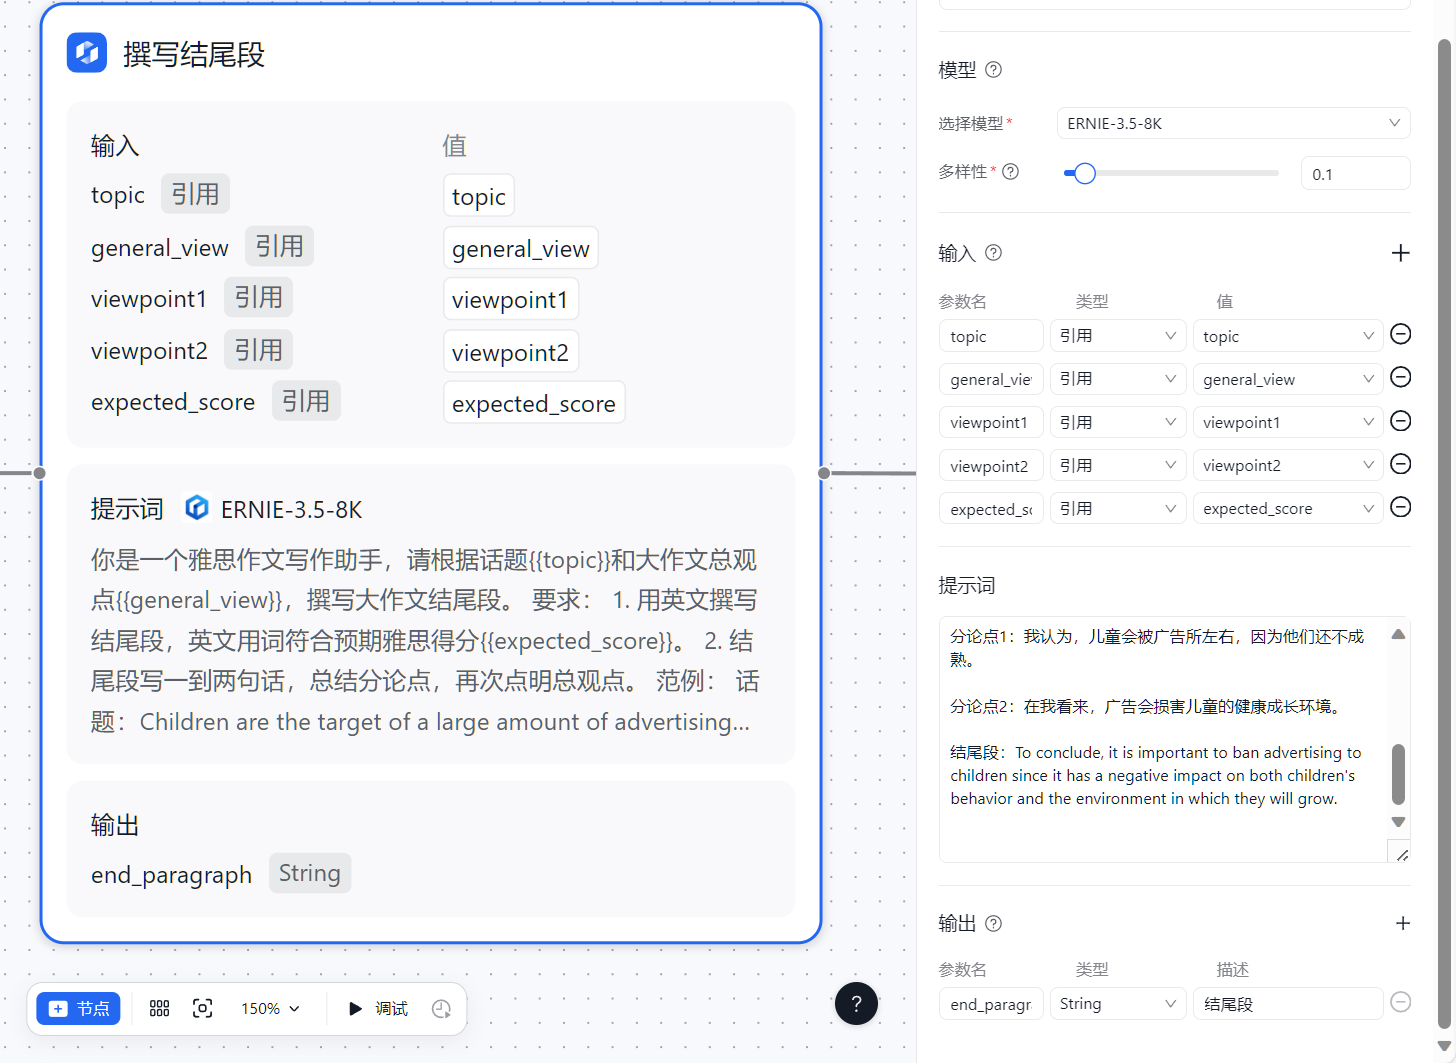 撰写结尾段
输入 值
topic 引用 topic
general_view 引用 general_view
viewpoint1 引用 viewpoint1
viewpoint2 引用 viewpoint2
expected_score 引用 expected_score
提示词 ERNIE-3.5-8K
你是一个雅思作文写作助手，请根据话题{{topic}}和大作文总观
点{{general_view}}，撰写大作文结尾段。 要求： 1. 用英文撰写
结尾段，英文用词符合预期雅思得分{{expected_score}}。 2. 结
尾段写一到两句话，总结分论点，再次点明总观点。 范例： 话
题：Children are the target of a large amount of advertising...
输出
end_paragraph String
节点 150% 调试
?
模型 ?
选择模型* ERNIE-3.5-8K
多样性* ? 0.1
输入 ?
参数名 类型 值
topic 引用 topic
general_vie 引用 general_view
viewpoint1 引用 viewpoint1
viewpoint2 引用 viewpoint2
expected_sc 引用 expected_score
提示词
分论点1：我认为，儿童会被广告所左右，因为他们还不成
熟。
分论点2：在我看来，广告会损害儿童的健康成长环境。
结尾段：To conclude, it is important to ban advertising to
children since it has a negative impact on both children's
behavior and the environment in which they will grow.
输出 ?
参数名 类型 描述
end_paragr String 结尾段